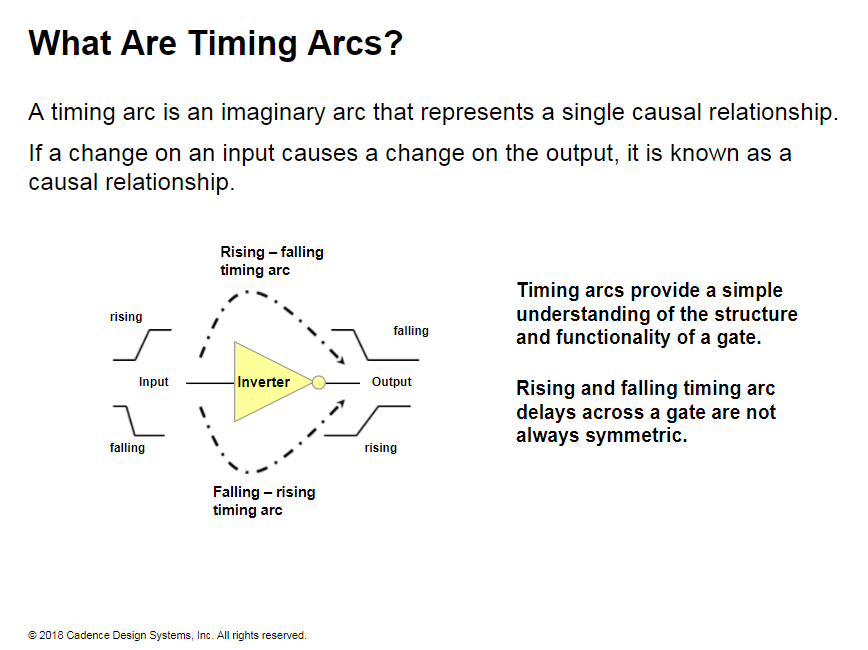 What Are Timing Arcs?
A timing arc is an imaginary arc that represents a single causal relationship.
If a change on an input causes a change on the output, it is known as a
causal relationship.
Rising – falling
timing arc
rising
falling
Input
Inverter
Output
falling
rising
Falling – rising
timing arc
Timing arcs provide a simple
understanding of the structure
and functionality of a gate.
Rising and falling timing arc
delays across a gate are not
always symmetric.
© 2018 Cadence Design Systems, Inc. All rights reserved.